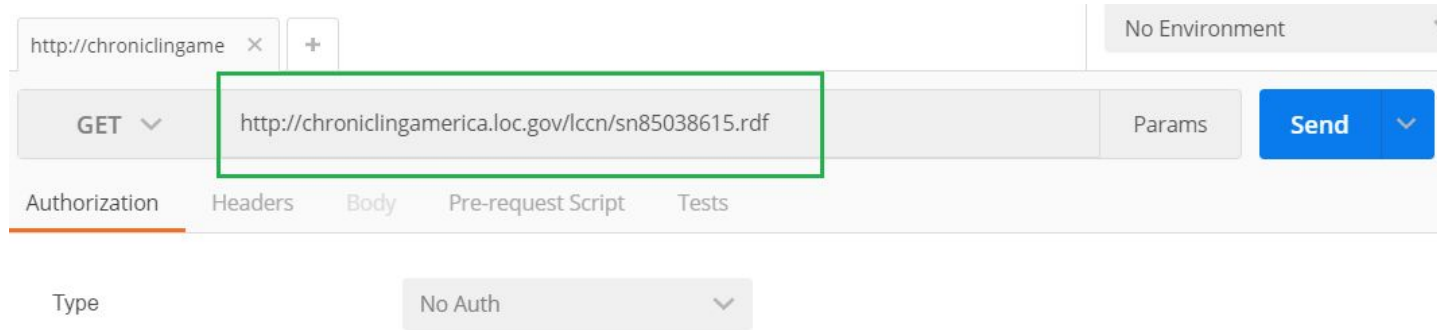 http://chroniclingame × +
No Environment
GET http://chroniclingamerica.loc.gov/lccn/sn85038615.rdf Params Send
Authorization Headers Body Pre-request Script Tests
Type No Auth